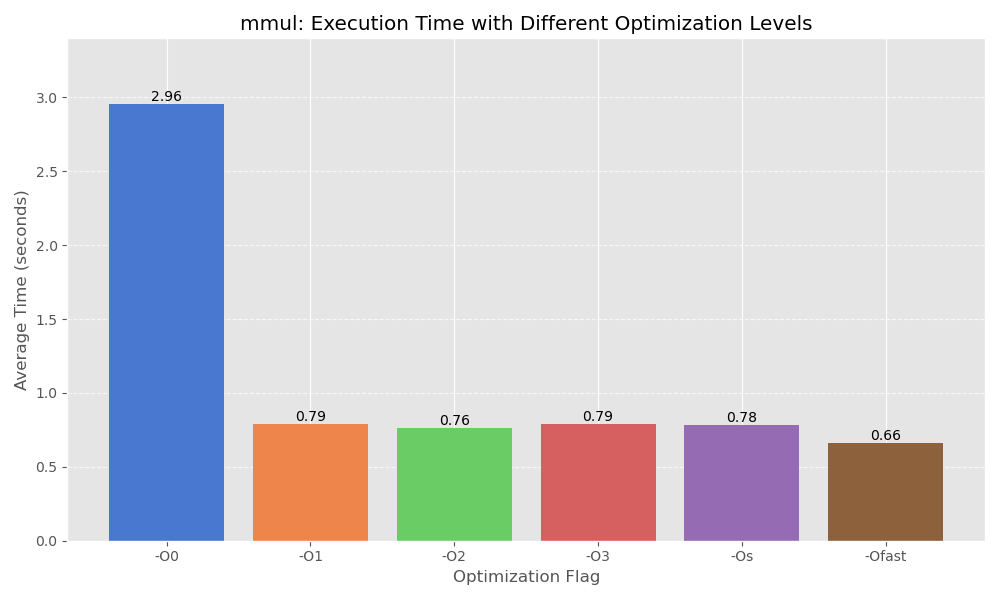 mmul: Execution Time with Different Optimization Levels
Average Time (seconds)
3.0
2.5
2.0
1.5
1.0
0.5
0.0
2.96
0.79
0.76
0.79
0.78
0.66
-O0
-O1
-O2
-O3
-Os
-Ofast
Optimization Flag